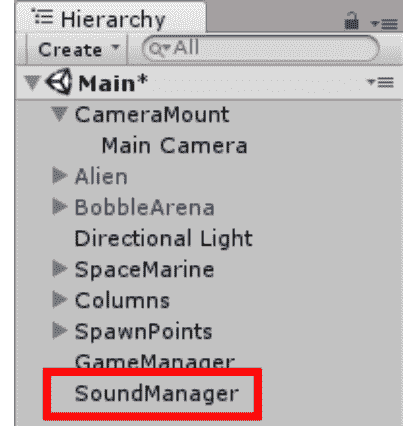 Hierarchy
Create All
Main*
CameraMount
Main Camera
Alien
BobbleArena
Directional Light
SpaceMarine
Columns
SpawnPoints
GameManager
SoundManager